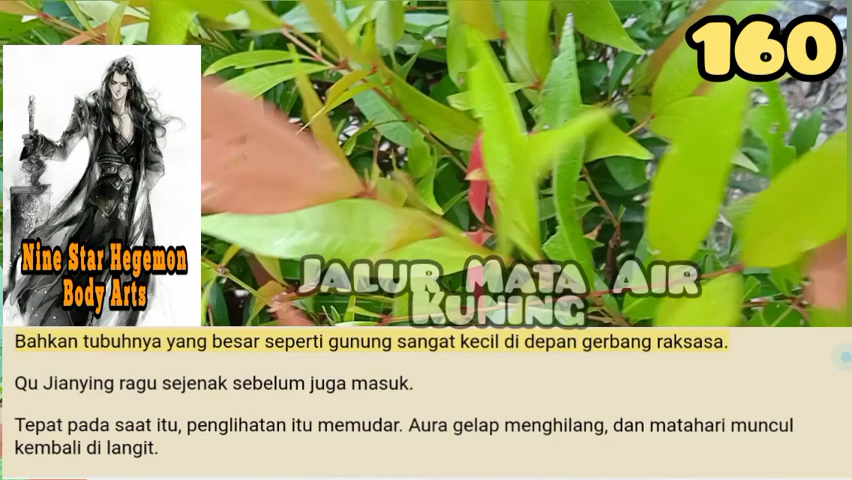 160
Nine Star Hegemon
Body Arts
Jalur Mata Air
Kuning
Bahkan tubuhnya yang besar seperti gunung sangat kecil di depan gerbang raksasa.
Qu Jianying ragu sejenak sebelum juga masuk.
Tepat pada saat itu, penglihatan itu memudar. Aura gelap menghilang, dan matahari muncul
kembali di langit.